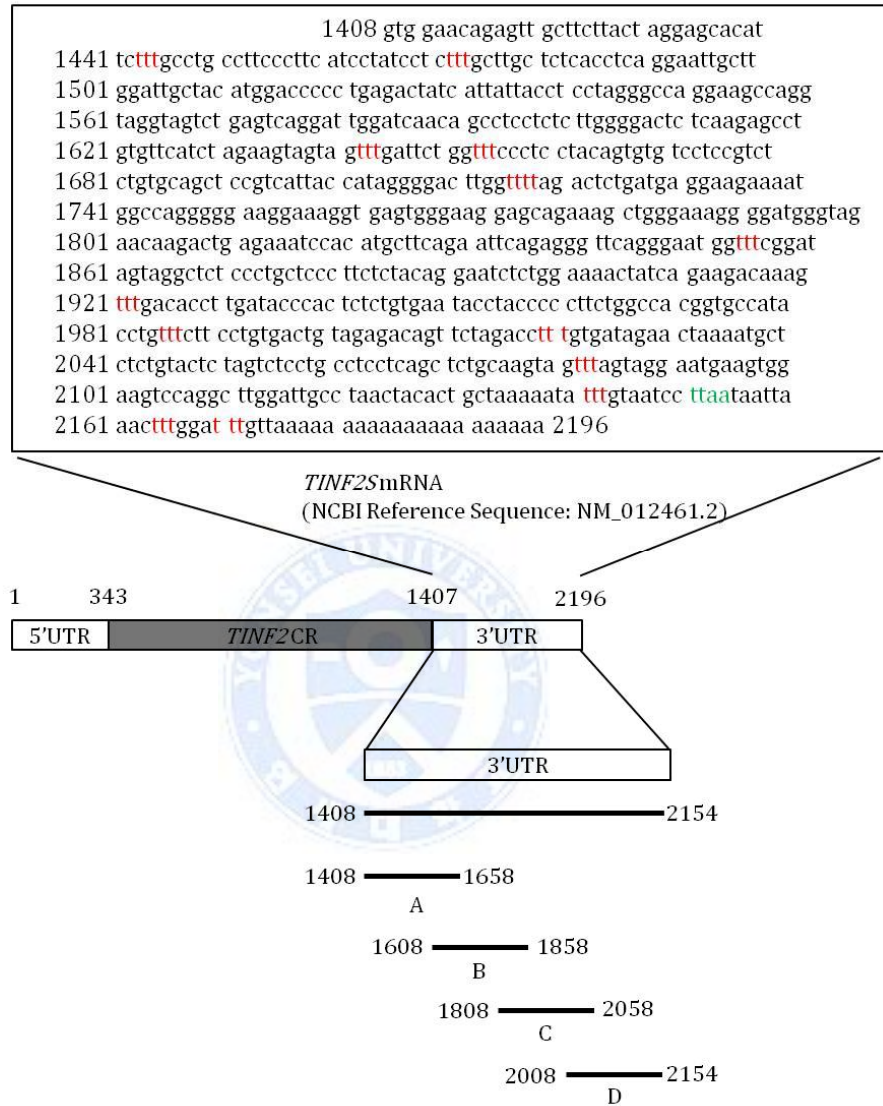 1408 gtg gaacagagtt gcttcttact aggagcacat
1441 tctttgcctg ccttcccttc atcctatcct ctttgcttgc tctcacctca ggaattgctt
1501 ggattgctac atggaccccc tgagactatc attattacct cctagggcca ggaagccagg
1561 taggtagtct gagtcaggat tggatcaaca gcctcctctc ttggggactc tcaagagcct
1621 gtgttcatct agaagtagta gtttgattct ggtttccctc ctacagtgtg tcctccgtct
1681 ctgtgcagct ccgtcattac cataggggac ttggttttag actctgatga ggaagaaaat
1741 ggccaggggg aaggaaaggt gagtgggaag gagcagaaag ctgggaaagg ggatgggtag
1801 aacaagactg agaaatccac atgcttcaga attcagaggg ttcagggaat ggtttcggat
1861 agtaggctct ccctgctccc ttctctacag gaatctctgg aaaactatca gaagacaaag
1921 tttgacacct tgatacccac tctctgtgaa tacctacccc cttctggcca cggtgccata
1981 cctgtttctt cctgtgactg tagagacagt tctagacctt tgtgatagaa ctaaaatgct
2041 ctctgtactc tagtctcctg cctcctcagc tctgcaagta gtttagtagg aatgaagtgg
2101 aagtccaggc ttggattgcc taactacact gctaaaaata tttgtaatcc ttaataatta
2161 aactttggat ttgttaaaaa aaaaaaaaaa aaaaaa 2196
TINF2SmRNA
(NCBI Reference Sequence: NM_012461.2)
1 343 1407 2196
5'UTR TINF2CR 3'UTR
3'UTR
1408 2154
1408 1658
A
1608 1858
B
1808 2058
C
2008 2154
D